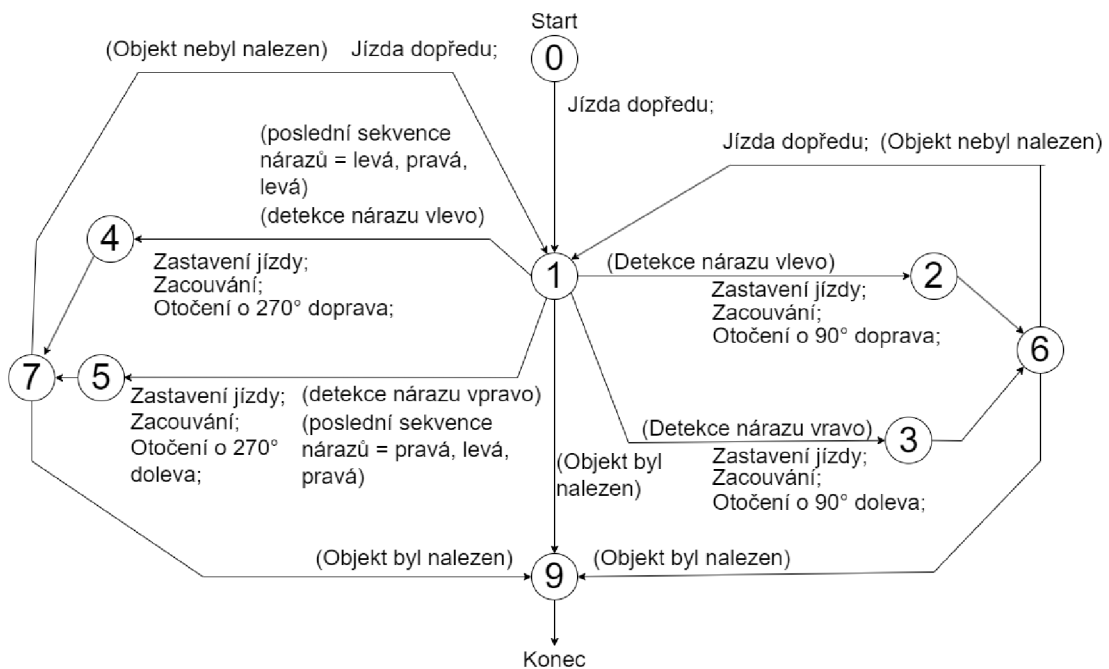 Start
0
(Objekt nebyl nalezen) Jízda dopředu;
Jízda dopředu;
(poslední sekvence
nárazů = levá, pravá,
levá)
(detekce nárazu vlevo)
Jízda dopředu; (Objekt nebyl nalezen)
4
Zastavení jízdy;
Zacouvání;
Otočení o 270° doprava;
1
(Detekce nárazu vlevo)
2
Zastavení jízdy;
Zacouvání;
Otočení o 90° doprava;
6
7
5
Zastavení jízdy;
Zacouvání;
Otočení o 270°
doleva;
(detekce nárazu vpravo)
(poslední sekvence
nárazů = pravá, levá,
pravá)
(Detekce nárazu vravo)
3
Zastavení jízdy;
Zacouvání;
Otočení o 90° doleva;
(Objekt byl
nalezen)
(Objekt byl nalezen)
9
(Objekt byl nalezen)
Konec